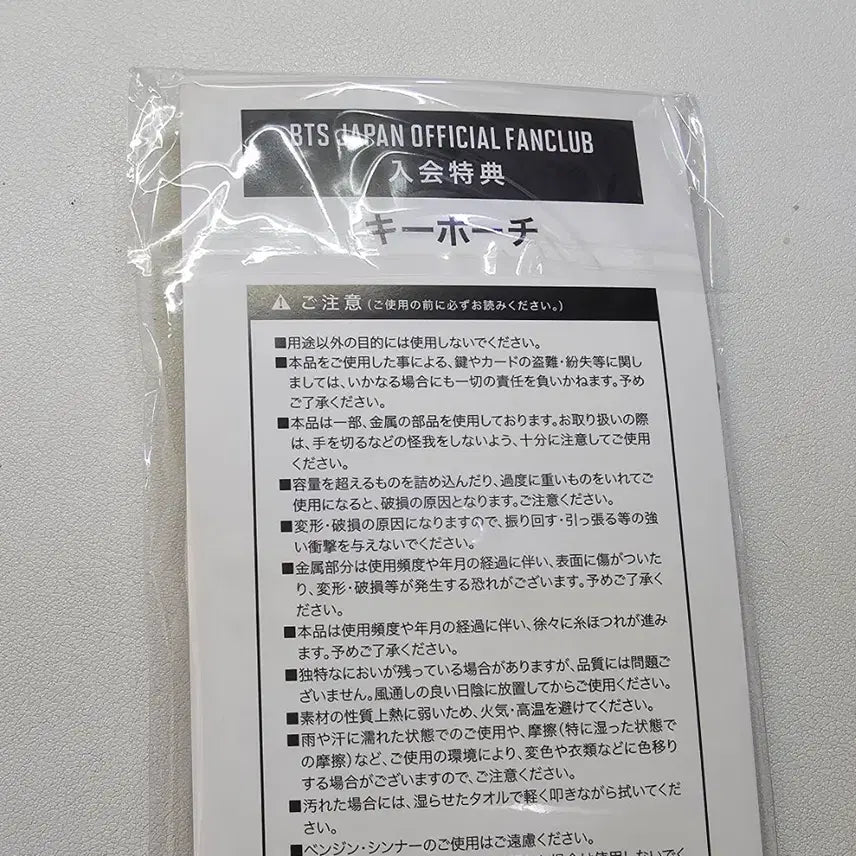 BTS JAPAN OFFICIAL FANCLUB
入会特典
キーポーチ
⚠ ご注意(ご使用の前に必ずお読みください。)
■用途以外の目的には使用しないでください。
■本品をご使用した事による、鍵やカードの盗難・紛失等に関し
ましては、いかなる場合にも一切の責任を負いかねます。予め
ご了承ください。
■本品は一部、金属の部品を使用しております。お取り扱いの際
は、手を切るなどの怪我をしないよう、十分に注意してご使用
ください。
■容量を超えるものを詰め込んだり、過度に重いものをいれてご
使用になると、破損の原因となります。ご注意ください。
■変形・破損の原因になりますので、振り回す・引っ張る等の強
い衝撃を与えないでください。
■金属部分は使用頻度や年月の経過に伴い、表面に傷がついた
り、変形・破損等が発生する恐れがございます。予めご了承く
ださい。
■本品は使用頻度や年月の経過に伴い、徐々に糸ほつれが進み
ます。予めご了承ください。
■独特なにおいが残っている場合がありますが、品質には問題ご
ざいません。風通しの良い日陰に放置してからご使用ください。
■素材の性質上熱に弱いため、火気・高温を避けてください。
■雨や汗に濡れた状態でのご使用や、摩擦(特に湿った状態で
の摩擦)など、ご使用の環境により、変色や衣類などに色移り
する場合がございますので、ご注意ください。
■汚れた場合には、湿らせたタオルで軽く叩きながら拭いてくだ
さい。
■ベンジン・シンナーのご使用はご遠慮ください。